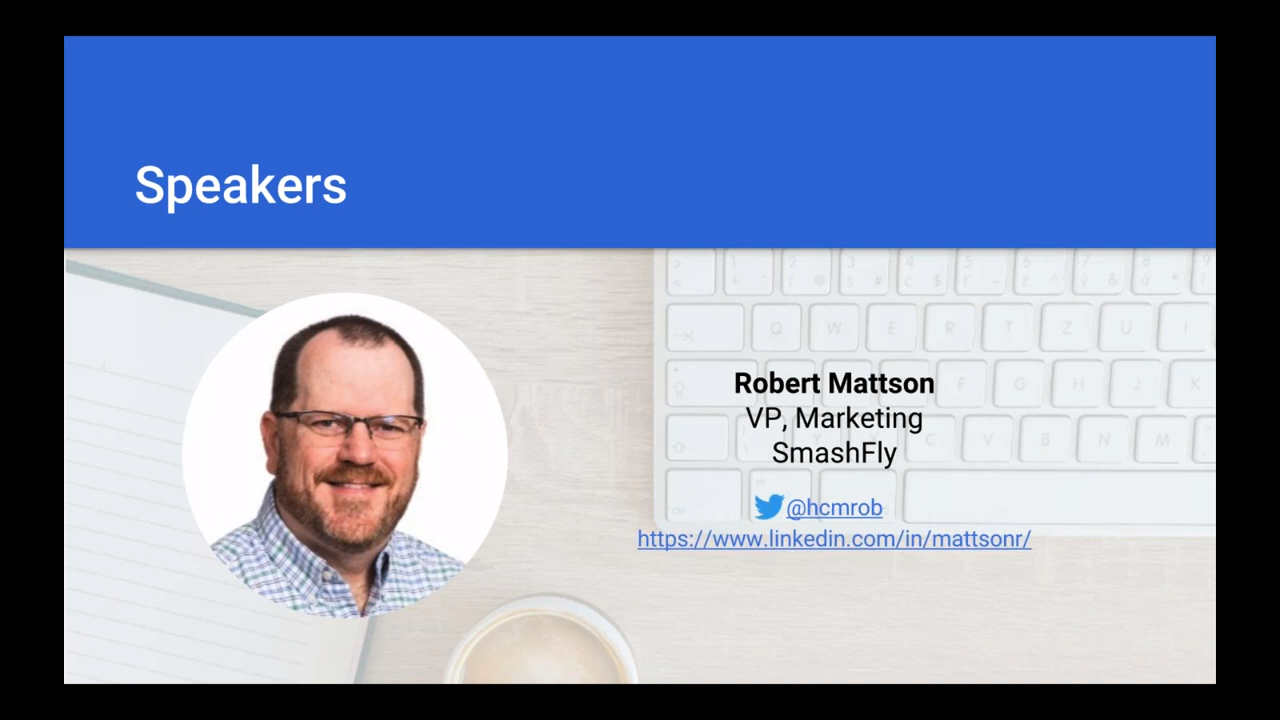 Speakers
Robert Mattson
VP, Marketing
SmashFly
@hcmrob
https://www.linkedin.com/in/mattsonr/